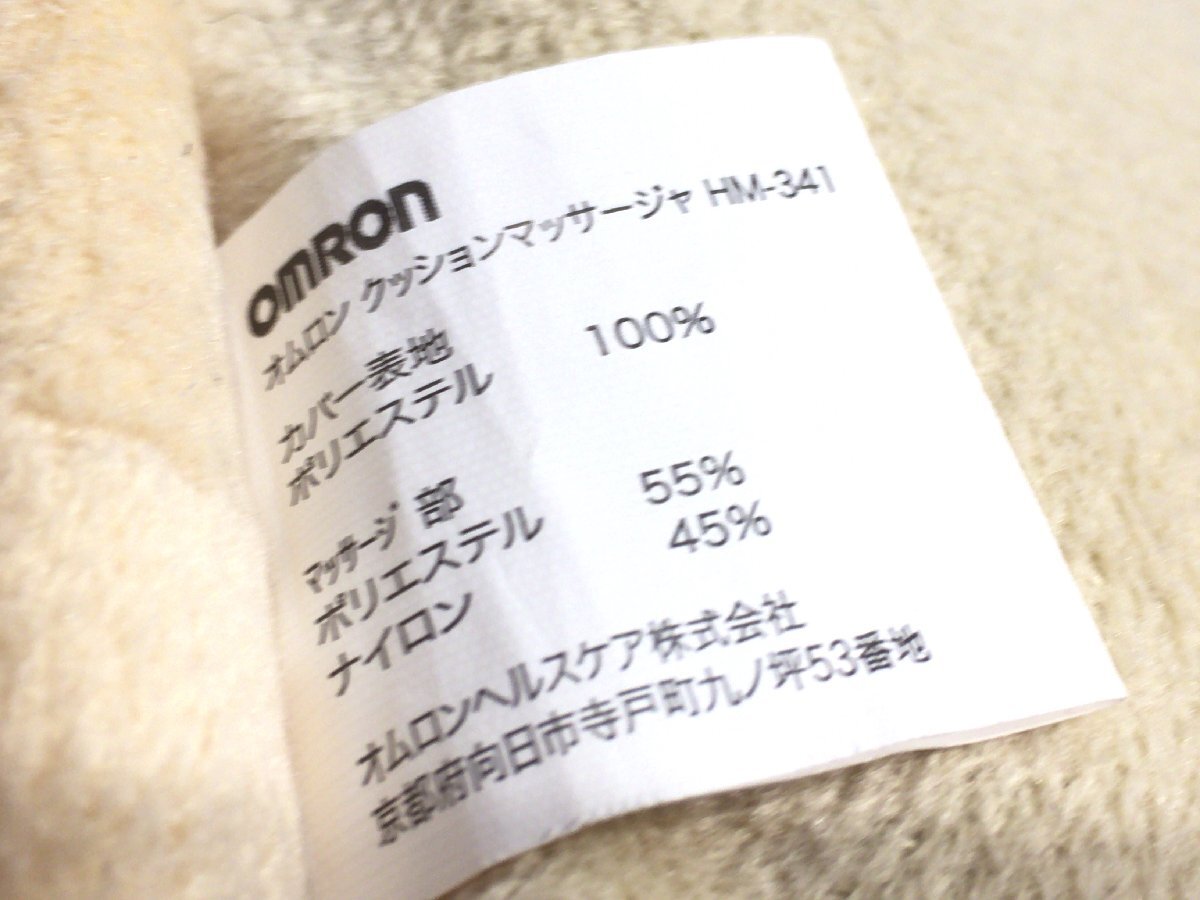 OMRON
オムロン クッションマッサージャ HM-341
カバー表地
ポリエステル 100%
マッサージ部
ポリエステル 55%
ナイロン 45%
オムロンヘルスケア株式会社
京都府向日市寺戸町九ノ坪53番地